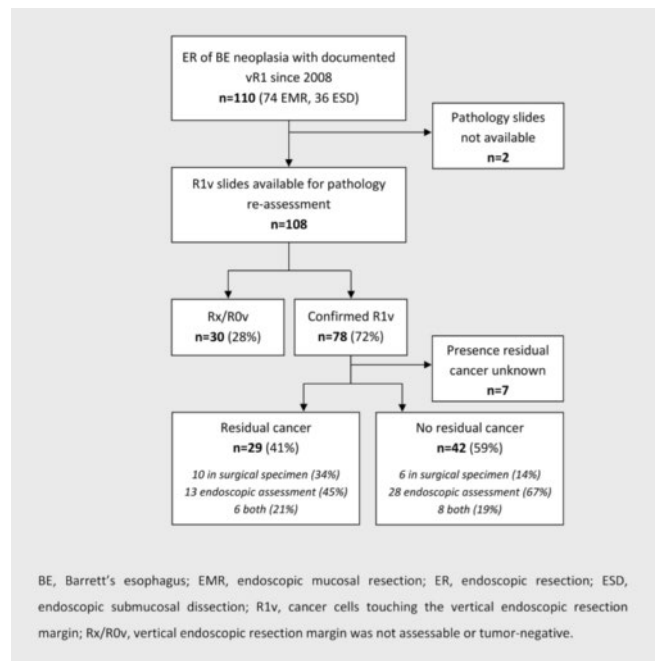 ER of BE neoplasia with documented
vR1 since 2008
n=110 (74 EMR, 36 ESD)
Pathology slides
not available
n=2
R1v slides available for pathology
re-assessment
n=108
Rx/R0v
n=30 (28%)
Confirmed R1v
n=78 (72%)
Presence residual
cancer unknown
n=7
Residual cancer
n=29 (41%)
10 in surgical specimen (34%)
13 endoscopic assessment (45%)
6 both (21%)
No residual cancer
n=42 (59%)
6 in surgical specimen (14%)
28 endoscopic assessment (67%)
8 both (19%)
BE, Barrett's esophagus; EMR, endoscopic mucosal resection; ER, endoscopic resection; ESD,
endoscopic submucosal dissection; R1v, cancer cells touching the vertical endoscopic resection
margin; Rx/R0v, vertical endoscopic resection margin was not assessable or tumor-negative.